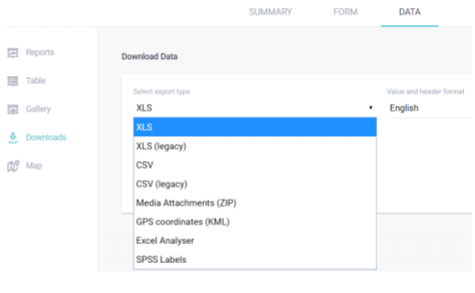 SUMMARY FORM DATA
Reports
Table
Gallery
Downloads
Map
Download Data
Select export type
XLS
Value and header format
English
XLS
XLS (legacy)
CSV
CSV (legacy)
Media Attachments (ZIP)
GPS coordinates (KML)
Excel Analyser
SPSS Labels